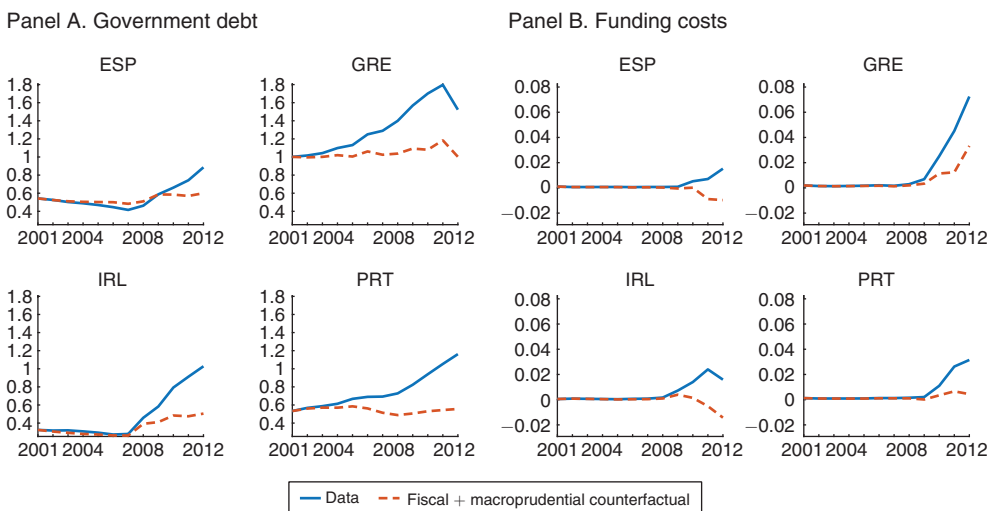 Panel A. Government debt
Panel B. Funding costs
ESP
1.8
1.6
1.4
1.2
1
0.8
0.6
0.4
2001 2004 2008 2012
GRE
1.8
1.6
1.4
1.2
1
0.8
0.6
0.4
2001 2004 2008 2012
ESP
0.08
0.06
0.04
0.02
0
−0.02
2001 2004 2008 2012
GRE
0.08
0.06
0.04
0.02
0
−0.02
2001 2004 2008 2012
IRL
1.8
1.6
1.4
1.2
1
0.8
0.6
0.4
2001 2004 2008 2012
PRT
1.8
1.6
1.4
1.2
1
0.8
0.6
0.4
2001 2004 2008 2012
IRL
0.08
0.06
0.04
0.02
0
−0.02
2001 2004 2008 2012
PRT
0.08
0.06
0.04
0.02
0
−0.02
2001 2004 2008 2012
Data
Fiscal + macroprudential counterfactual